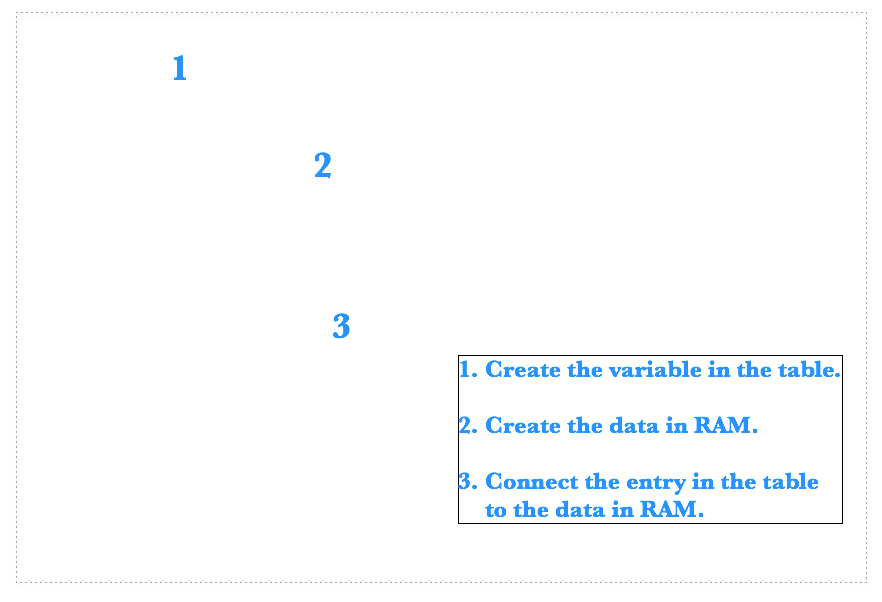 1
2
3
1. Create the variable in the table.
2. Create the data in RAM.
3. Connect the entry in the table
to the data in RAM.